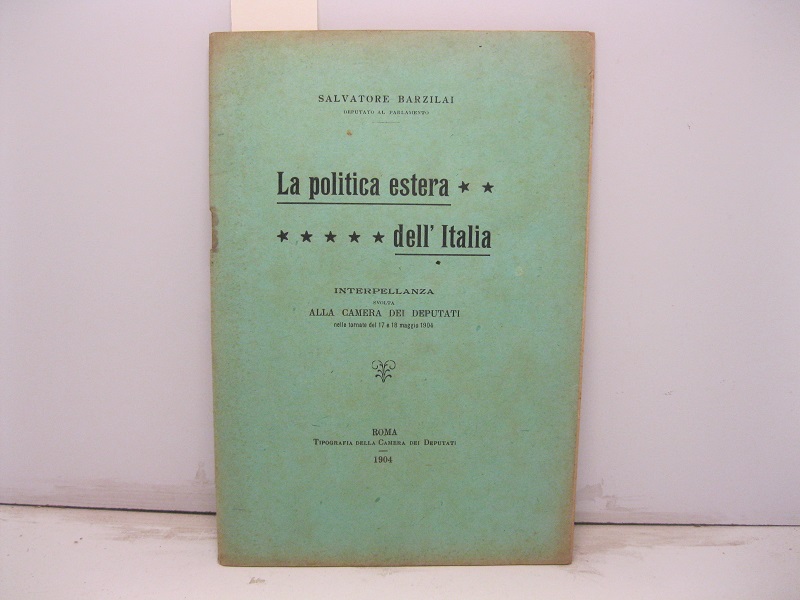 SALVATORE BARZILAI
DEPUTATO AL PARLAMENTO
La politica estera ★ ★
★ ★ ★ ★ ★ dell' Italia
INTERPELLANZA
SVOLTA
ALLA CAMERA DEI DEPUTATI
nelle tornate del 17 e 18 maggio 1904
ROMA
TIPOGRAFIA DELLA CAMERA DEI DEPUTATI
1904